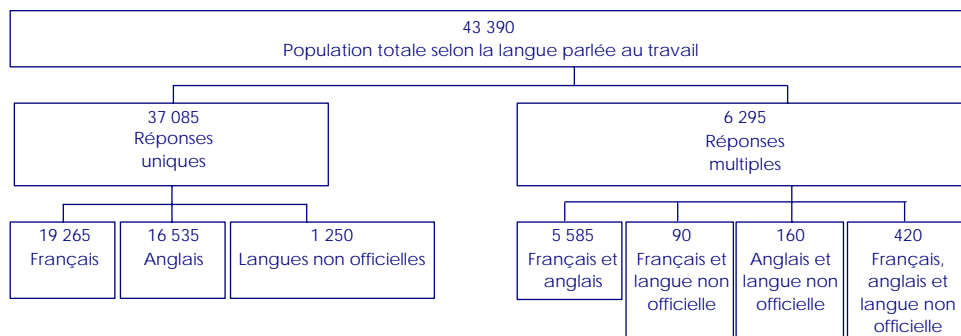 43 390
Population totale selon la langue parlée au travail
37 085
Réponses
uniques
6 295
Réponses
multiples
19 265
Français
16 535
Anglais
1 250
Langues non officielles
5 585
Français et
anglais
90
Français et
langue non
officielle
160
Anglais et
langue non
officielle
420
Français,
anglais et
langue non
officielle